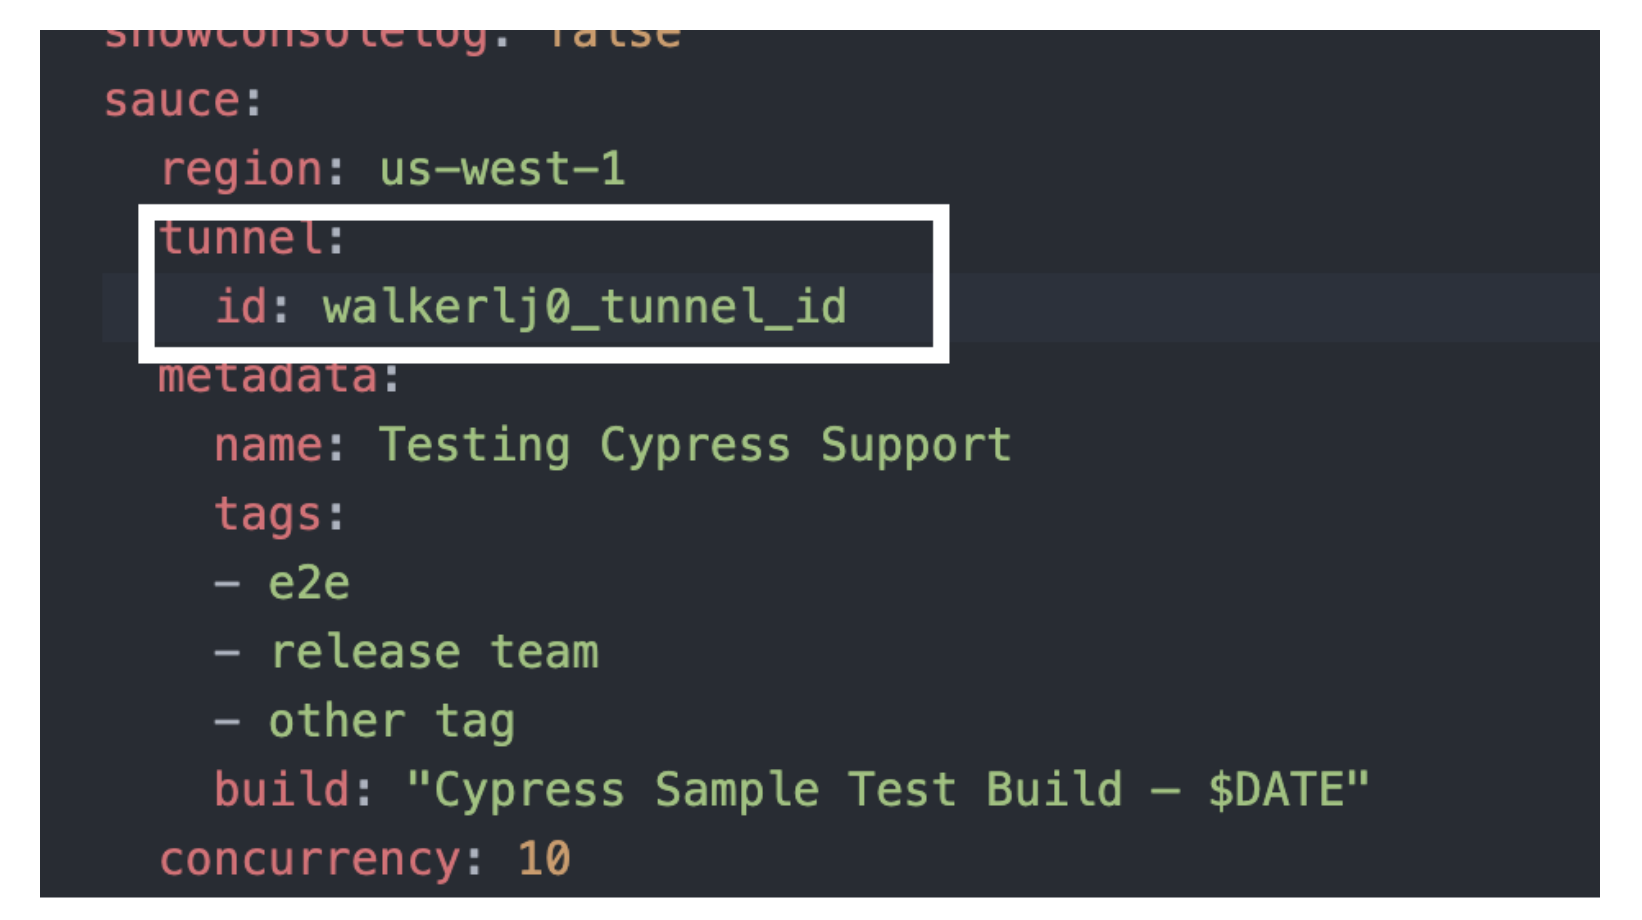 showconsolelog: false
sauce:
region: us-west-1
tunnel:
id: walkerlj0_tunnel_id
metadata:
name: Testing Cypress Support
tags:
- e2e
- release team
- other tag
build: "Cypress Sample Test Build - $DATE"
concurrency: 10